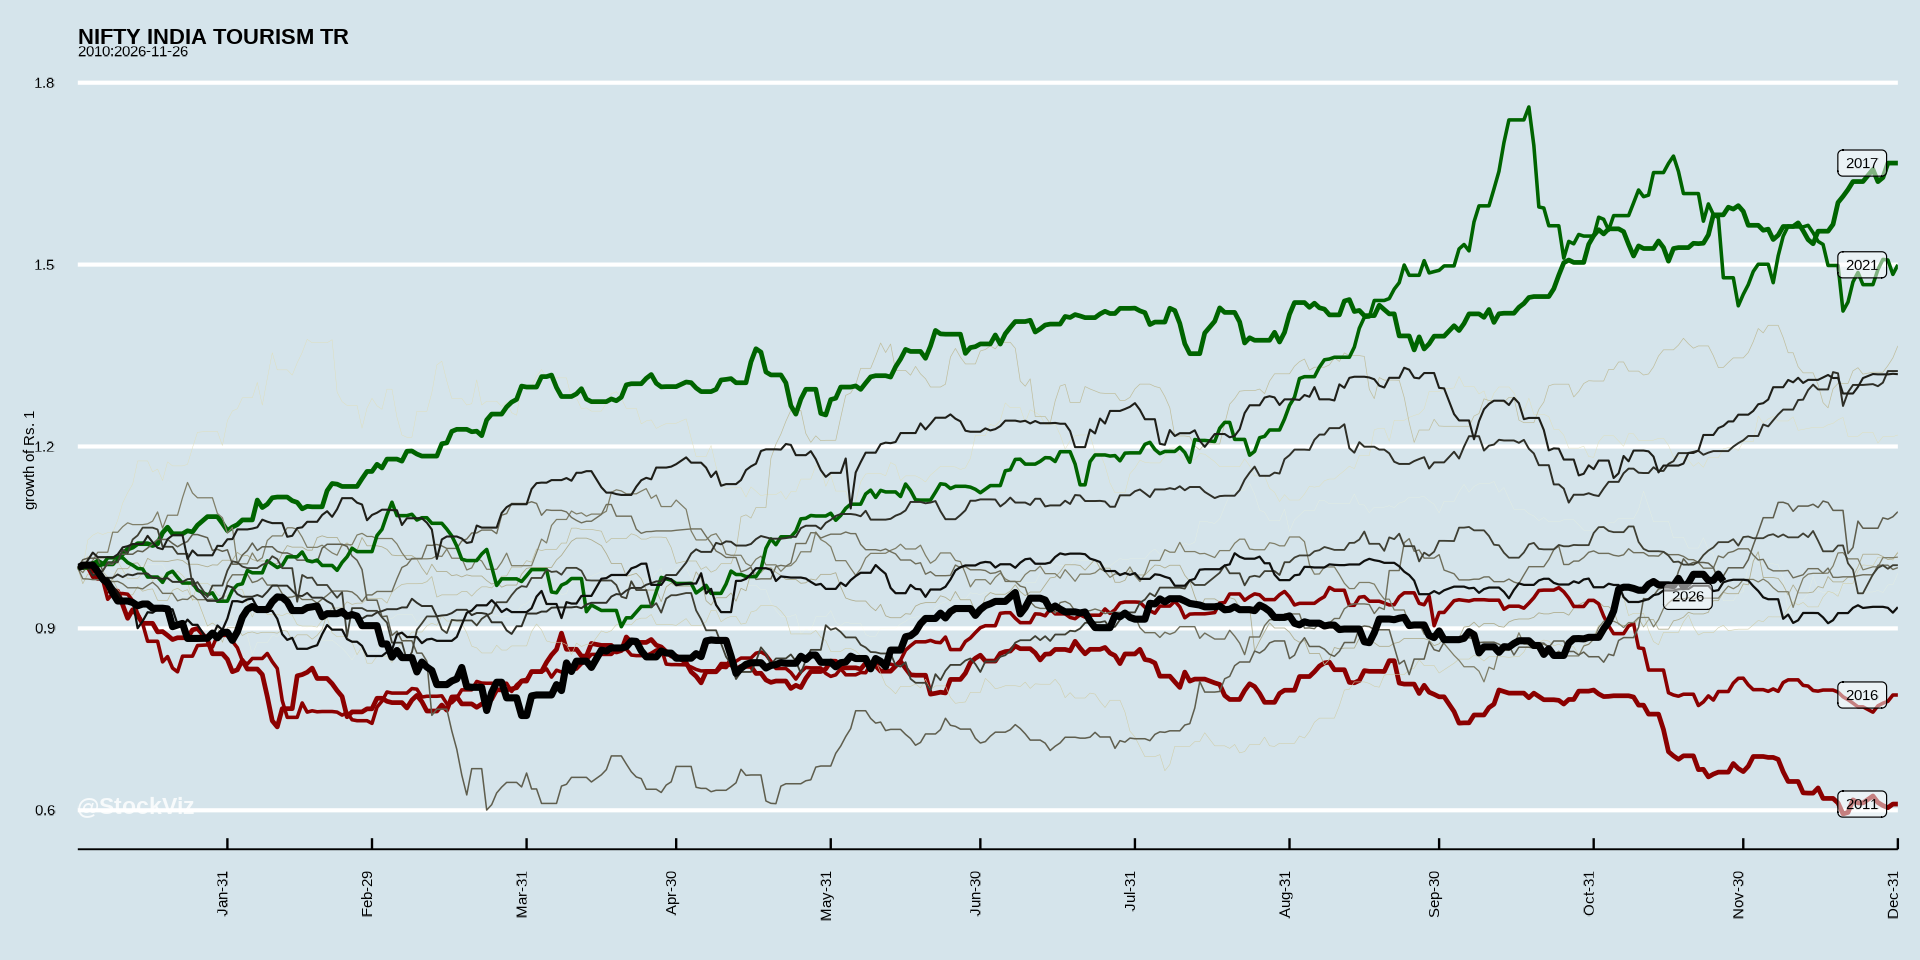 NIFTY INDIA TOURISM TR
2010:2026-11-26
1.8
1.5
1.2
0.9
0.6
growth of Rs. 1
2017
2021
2026
2016
2011
@StockViz
Jan-31
Feb-29
Mar-31
Apr-30
May-31
Jun-30
Jul-31
Aug-31
Sep-30
Oct-31
Nov-30
Dec-31